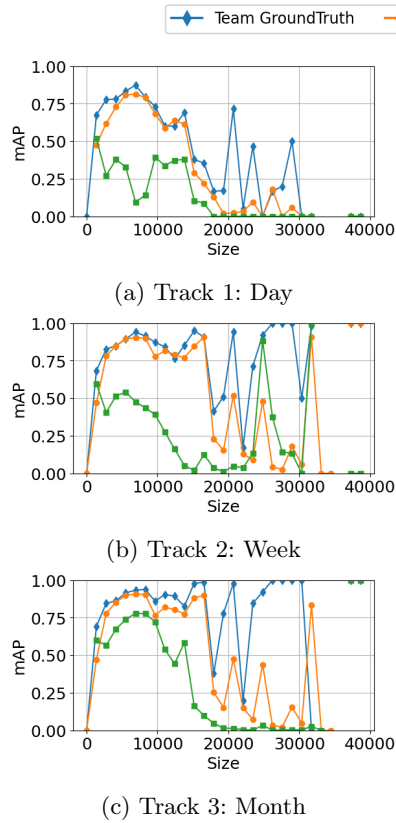 Team GroundTruth
1.00
0.75
0.50
0.25
0.00
mAP
0 10000 20000 30000 40000
Size
(a) Track 1: Day
1.00
0.75
0.50
0.25
0.00
mAP
0 10000 20000 30000 40000
Size
(b) Track 2: Week
1.00
0.75
0.50
0.25
0.00
mAP
0 10000 20000 30000 40000
Size
(c) Track 3: Month